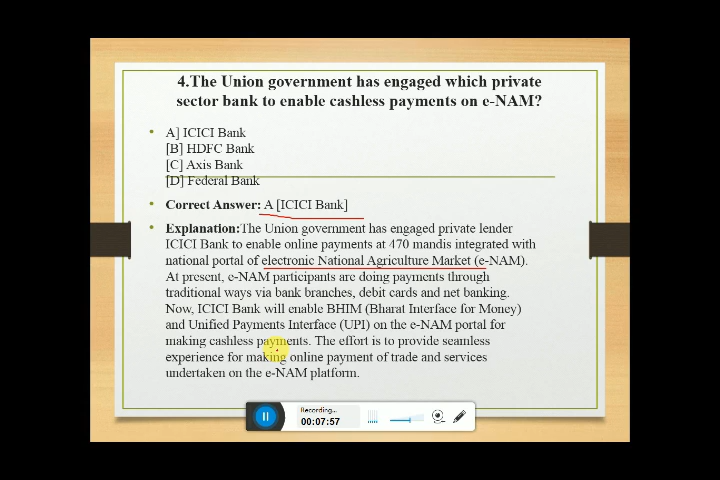 4.The Union government has engaged which private
sector bank to enable cashless payments on e-NAM?
• A] ICICI Bank
[B] HDFC Bank
[C] Axis Bank
[D] Federal Bank
• Correct Answer: A [ICICI Bank]
• Explanation:The Union government has engaged private lender
ICICI Bank to enable online payments at 470 mandis integrated with
national portal of electronic National Agriculture Market (e-NAM).
At present, e-NAM participants are doing payments through
traditional ways via bank branches, debit cards and net banking.
Now, ICICI Bank will enable BHIM (Bharat Interface for Money)
and Unified Payments Interface (UPI) on the e-NAM portal for
making cashless payments. The effort is to provide seamless
experience for making online payment of trade and services
undertaken on the e-NAM platform.
Recording...
00:07:57